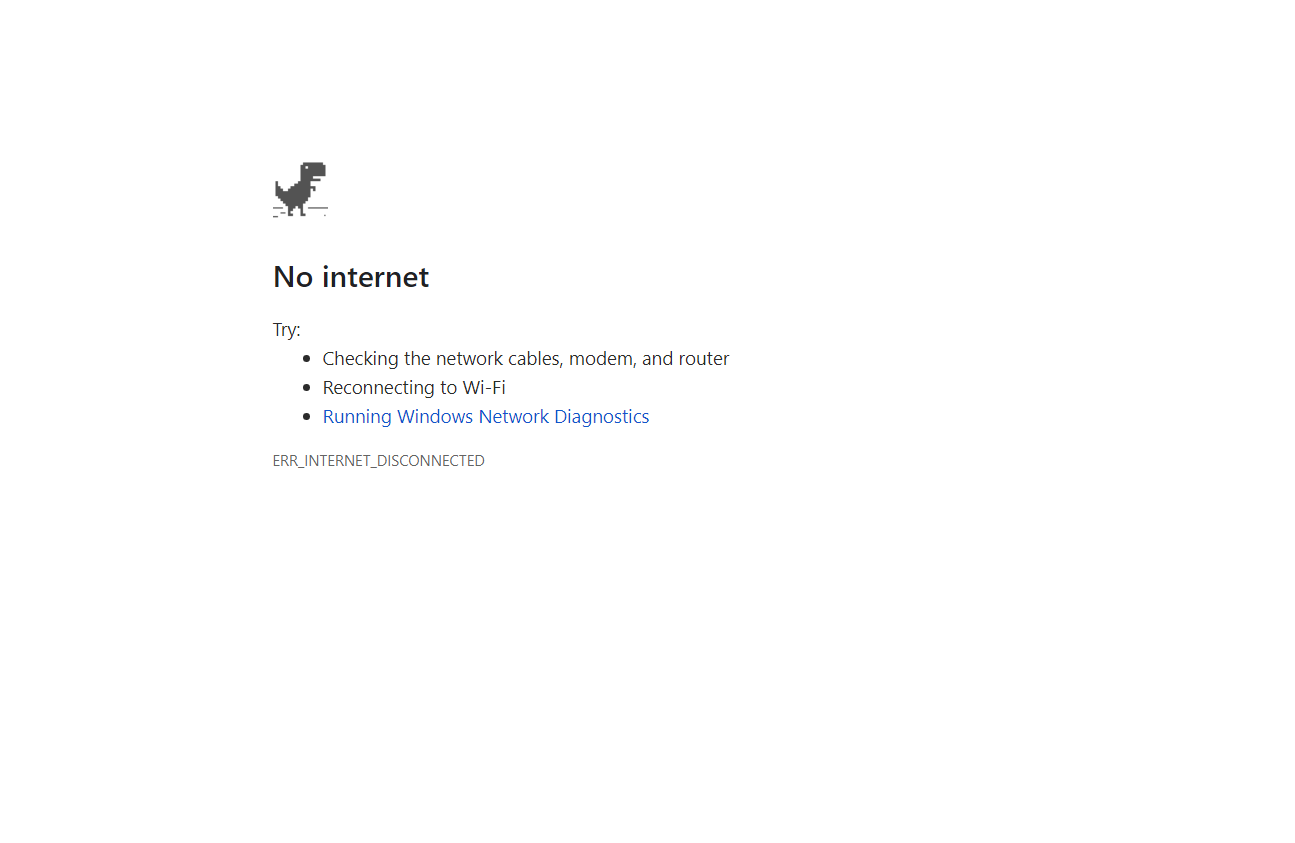 No internet
Try:
Checking the network cables, modem, and router
Reconnecting to Wi-Fi
Running Windows Network Diagnostics
ERR_INTERNET_DISCONNECTED